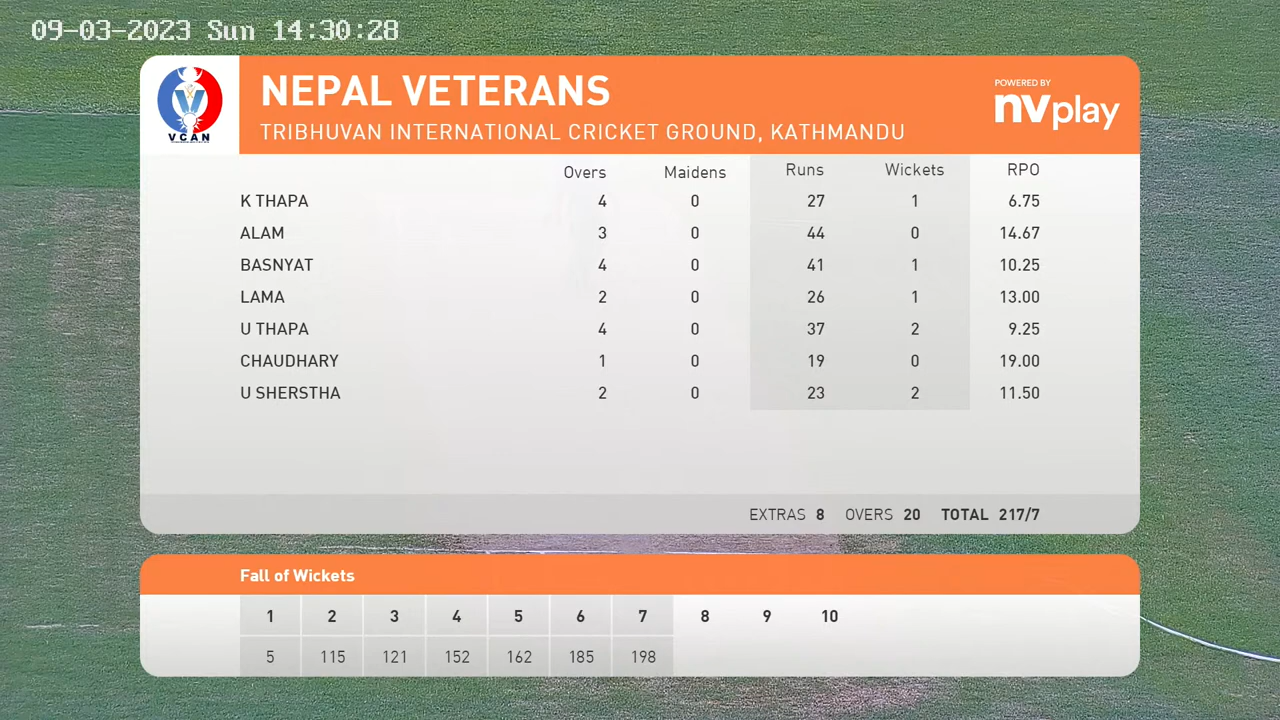 09-03-2023 Sun 14:30:28
VCAN
NEPAL VETERANS
TRIBHUVAN INTERNATIONAL CRICKET GROUND, KATHMANDU
POWERED BY
nvplay
Overs Maidens Runs Wickets RPO
K THAPA 4 0 27 1 6.75
ALAM 3 0 44 0 14.67
BASNYAT 4 0 41 1 10.25
LAMA 2 0 26 1 13.00
U THAPA 4 0 37 2 9.25
CHAUDHARY 1 0 19 0 19.00
U SHERSTHA 2 0 23 2 11.50
EXTRAS 8 OVERS 20 TOTAL 217/7
Fall of Wickets
1 2 3 4 5 6 7 8 9 10
5 115 121 152 162 185 198